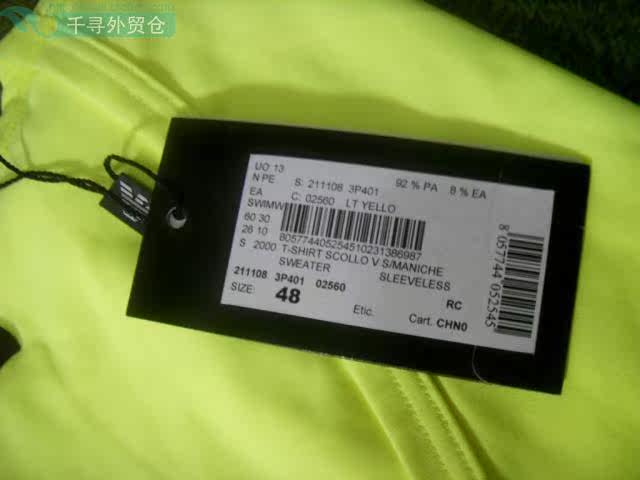 千寻外贸仓
UO 13
N PE S: 211108 3P401 92 % PA 8 % EA
EA C: 02560 LT YELLO
SWIMW
60 30
26 10 805774405254510231386987
S 2000 T-SHIRT SCOLLO V S/MANICHE
SWEATER SLEEVELESS
211108 3P401 02560
SIZE: 48 Etic. RC
Cart. CHN0
8 057744 052545